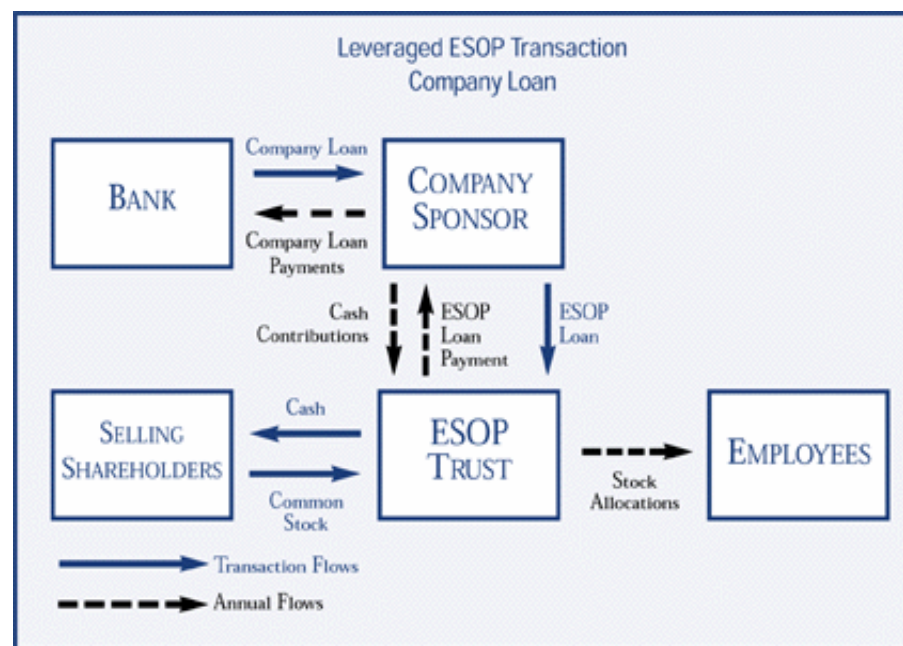 Leveraged ESOP Transaction
Company Loan
BANK
Company Loan
Company Loan
Payments
COMPANY
SPONSOR
Cash
Contributions
ESOP
Loan
Payment
ESOP
Loan
SELLING
SHAREHOLDERS
Cash
Common
Stock
ESOP
TRUST
Stock
Allocations
EMPLOYEES
Transaction Flows
Annual Flows